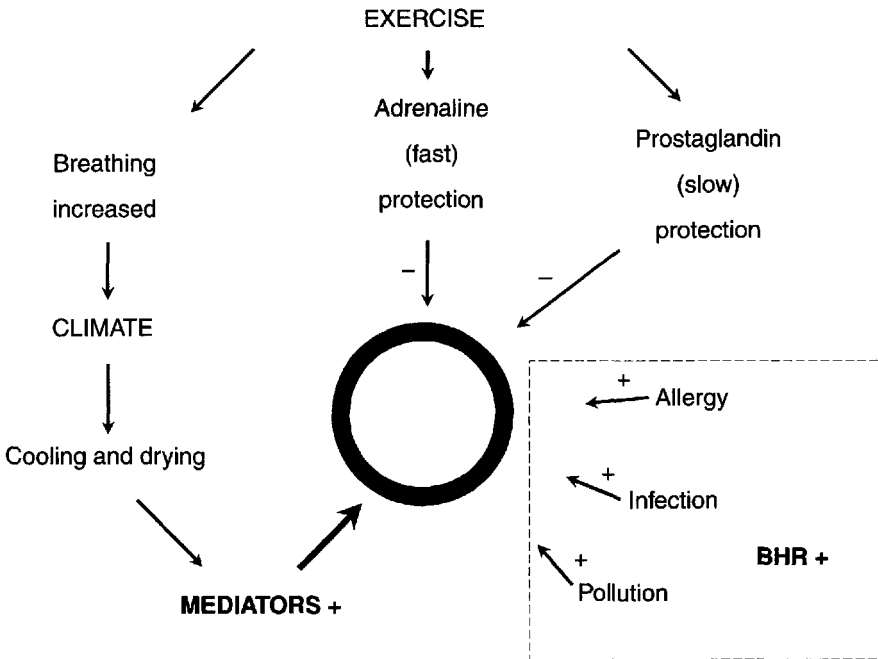 EXERCISE
Adrenaline
(fast)
protection
Prostaglandin
(slow)
protection
Breathing
increased
CLIMATE
Cooling and drying
MEDIATORS +
–
–
+
Allergy
+
Infection
+
Pollution
BHR +